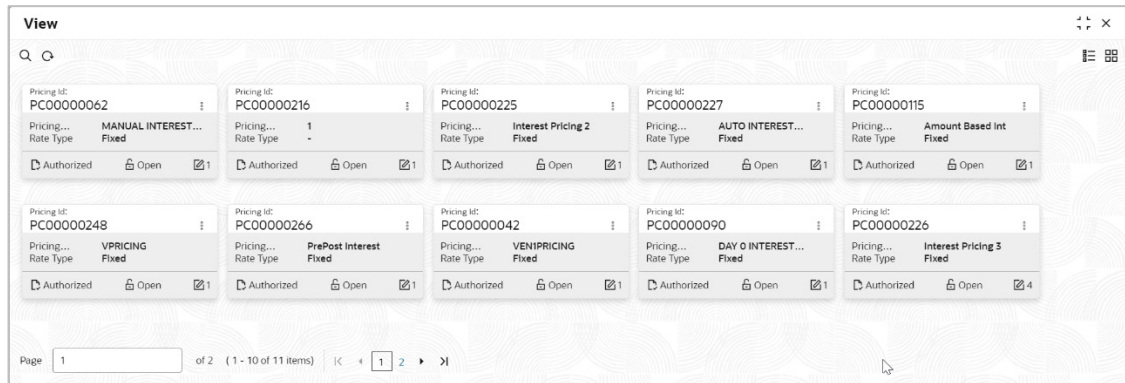 View
Pricing Id:
PC00000062
Pricing... MANUAL INTEREST...
Rate Type Fixed
Authorized Open 1
Pricing Id:
PC00000216
Pricing... 1
Rate Type -
Authorized Open 1
Pricing Id:
PC00000225
Pricing... Interest Pricing 2
Rate Type Fixed
Authorized Open 1
Pricing Id:
PC00000227
Pricing... AUTO INTEREST...
Rate Type Fixed
Authorized Open 1
Pricing Id:
PC00000115
Pricing... Amount Based Int
Rate Type Fixed
Authorized Open 1
Pricing Id:
PC00000248
Pricing... VPRICING
Rate Type Fixed
Authorized Open 1
Pricing Id:
PC00000266
Pricing... PrePost Interest
Rate Type Fixed
Authorized Open 1
Pricing Id:
PC00000042
Pricing... VEN1PRICING
Rate Type Fixed
Authorized Open 1
Pricing Id:
PC00000090
Pricing... DAY 0 INTEREST...
Rate Type Fixed
Authorized Open 1
Pricing Id:
PC00000226
Pricing... Interest Pricing 3
Rate Type Fixed
Authorized Open 4
Page 1 of 2 (1 - 10 of 11 items) 1 2